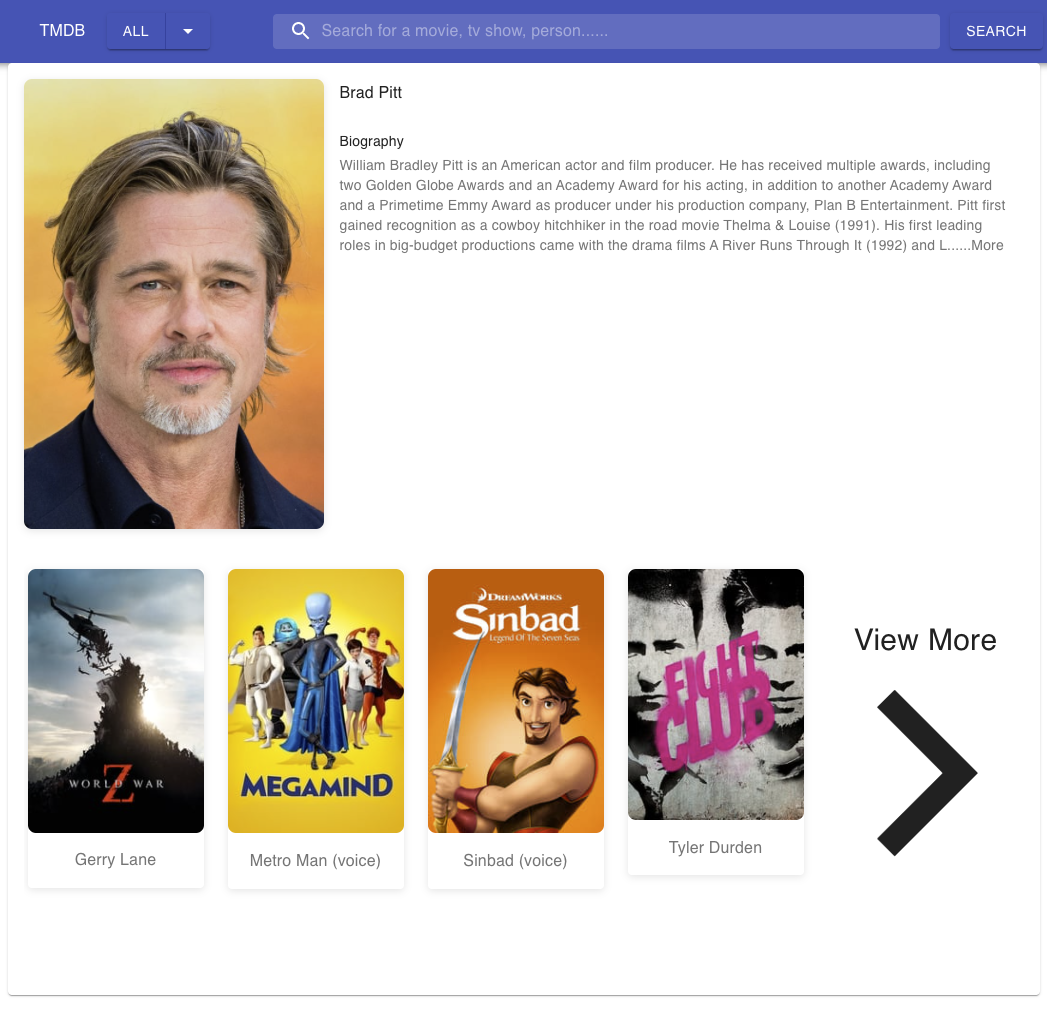 TMDB ALL Search for a movie, tv show, person...... SEARCH
Brad Pitt
Biography
William Bradley Pitt is an American actor and film producer. He has received multiple awards, including
two Golden Globe Awards and an Academy Award for his acting, in addition to another Academy Award
and a Primetime Emmy Award as producer under his production company, Plan B Entertainment. Pitt first
gained recognition as a cowboy hitchhiker in the road movie Thelma & Louise (1991). His first leading
roles in big-budget productions came with the drama films A River Runs Through It (1992) and L......More
WORLD WAR
Z
MEGAMIND
DREAMWORKS
Sinbad
Legend Of The Seven Seas
FIGHT
CLUB
View More
Gerry Lane
Metro Man (voice)
Sinbad (voice)
Tyler Durden